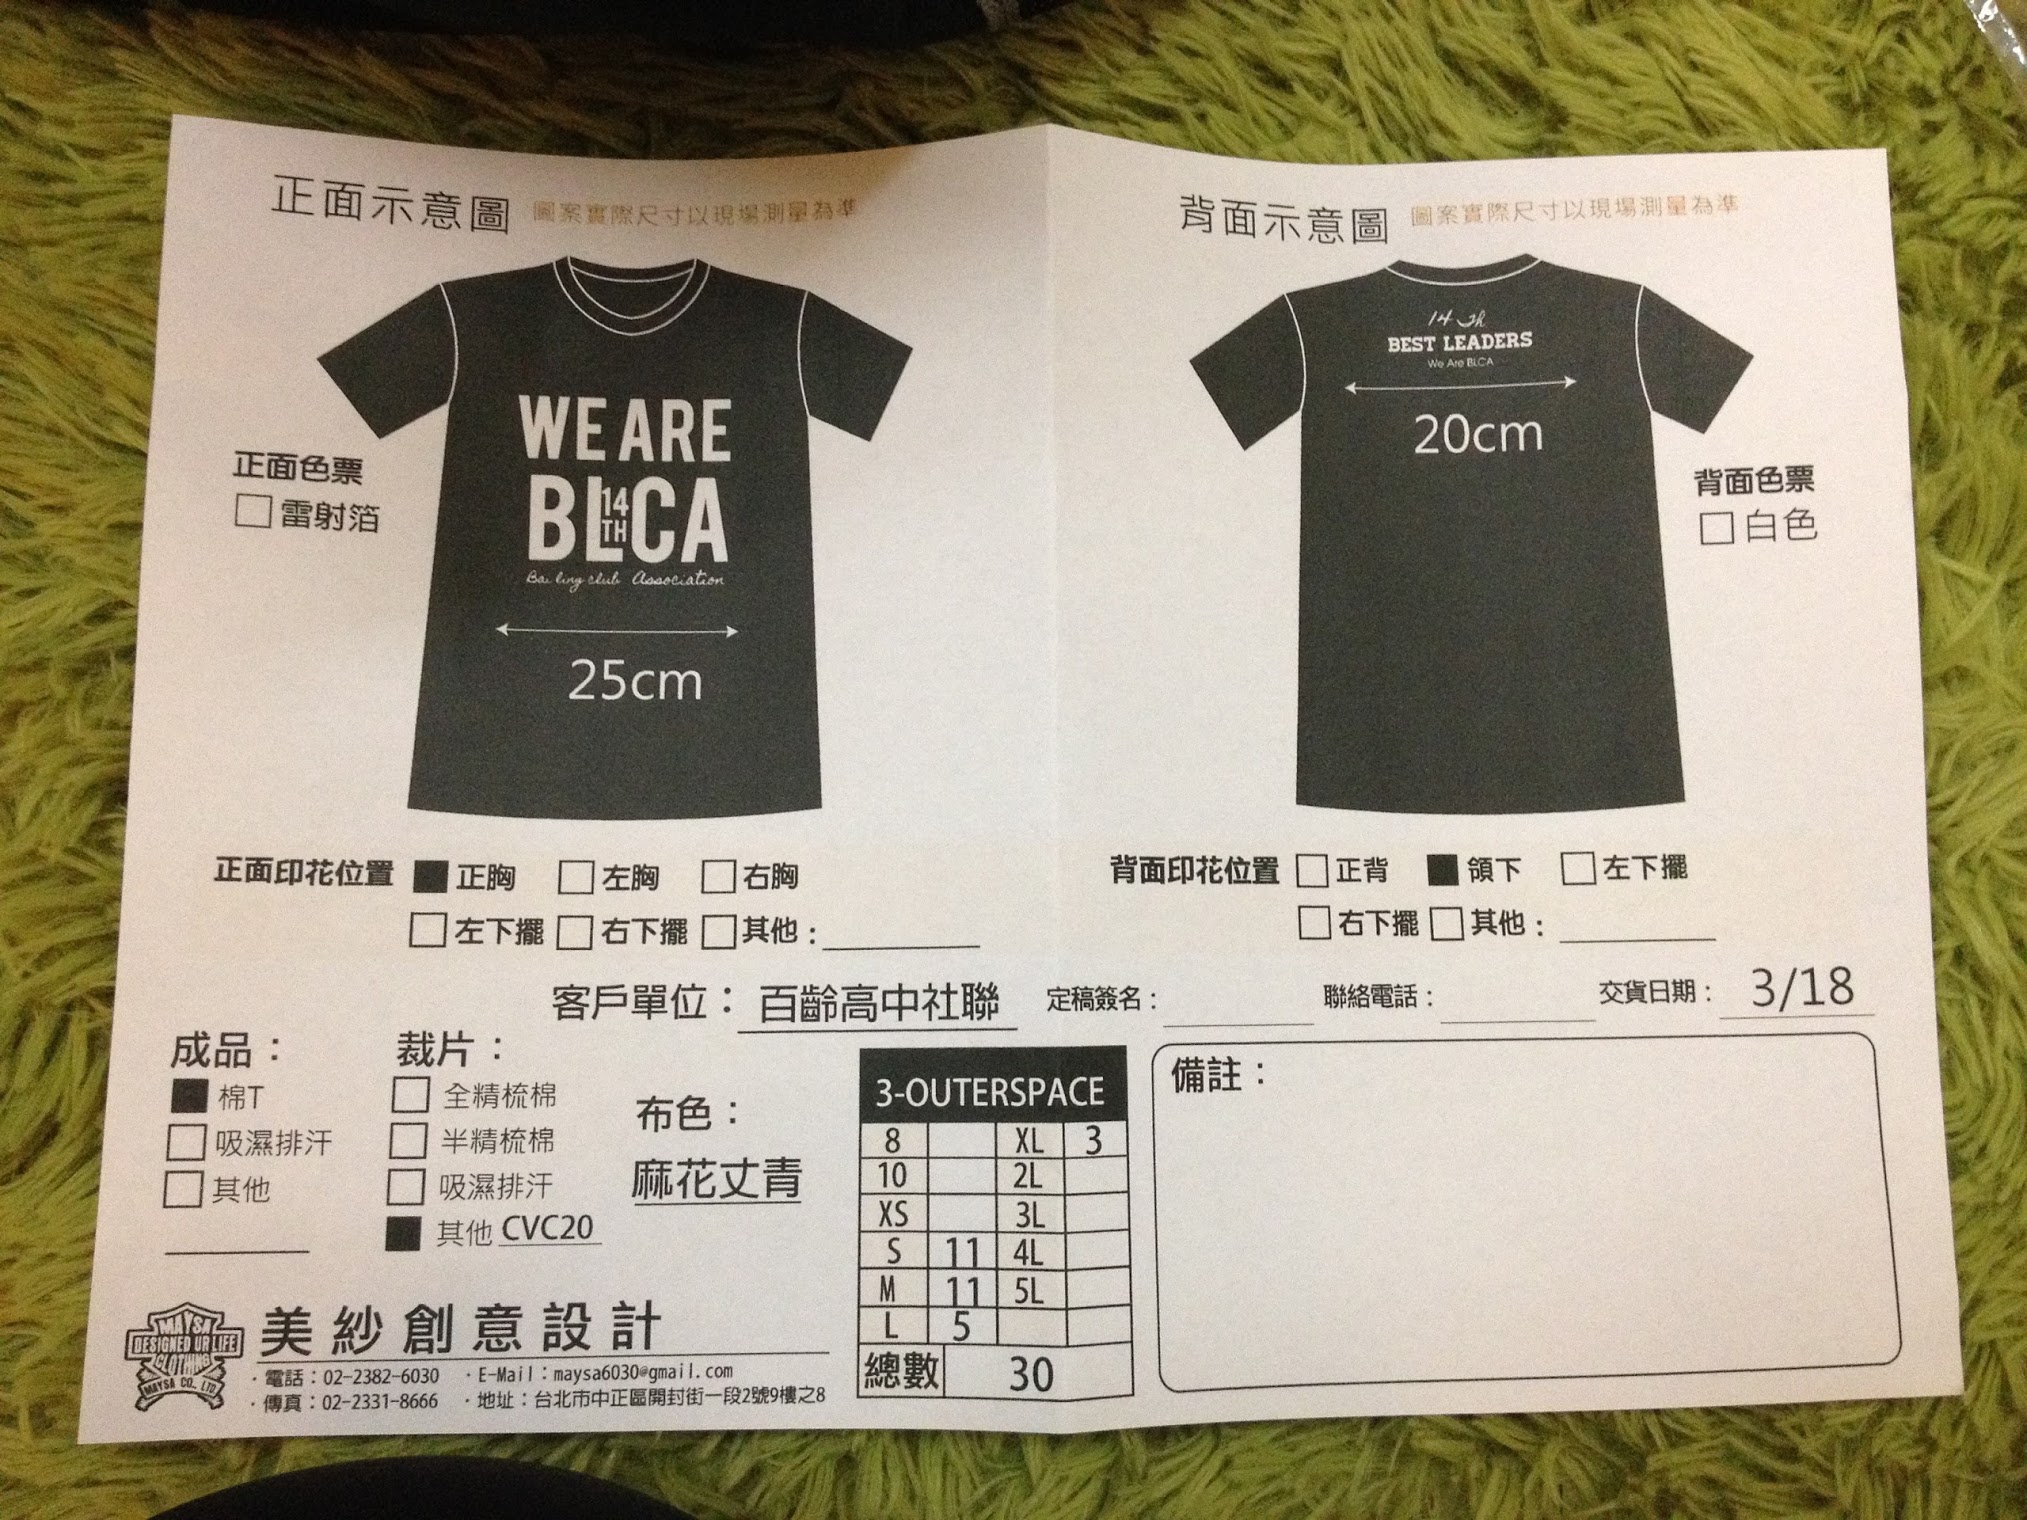 正面示意圖 圖案實際尺寸以現場測量為準
WE ARE
BL14THCA
Bai ling club Association
25cm
正面色票
雷射箔
背面示意圖 圖案實際尺寸以現場測量為準
14 Th
BEST LEADERS
We Are BLCA
20cm
背面色票
白色
正面印花位置 正胸 左胸 右胸
左下擺 右下擺 其他：
背面印花位置 正背 領下 左下擺
右下擺 其他：
客戶單位： 百齡高中社聯 定稿簽名： 聯絡電話： 交貨日期： 3/18
成品：
棉T
吸濕排汗
其他
裁片：
全精梳棉
半精梳棉
吸濕排汗
其他 CVC20
布色：
麻花丈青
3-OUTERSPACE
8 XL 3
10 2L
XS 3L
S 11 4L
M 11 5L
L 5
總數 30
備註：
MAYSA
DESIGNED UR LIFE
CLOTHING
MAYSA CO., LTD.
美紗創意設計
・電話：02-2382-6030 ・E-Mail：maysa6030@gmail.com
・傳真：02-2331-8666 ・地址：台北市中正區開封街一段2號9樓之8